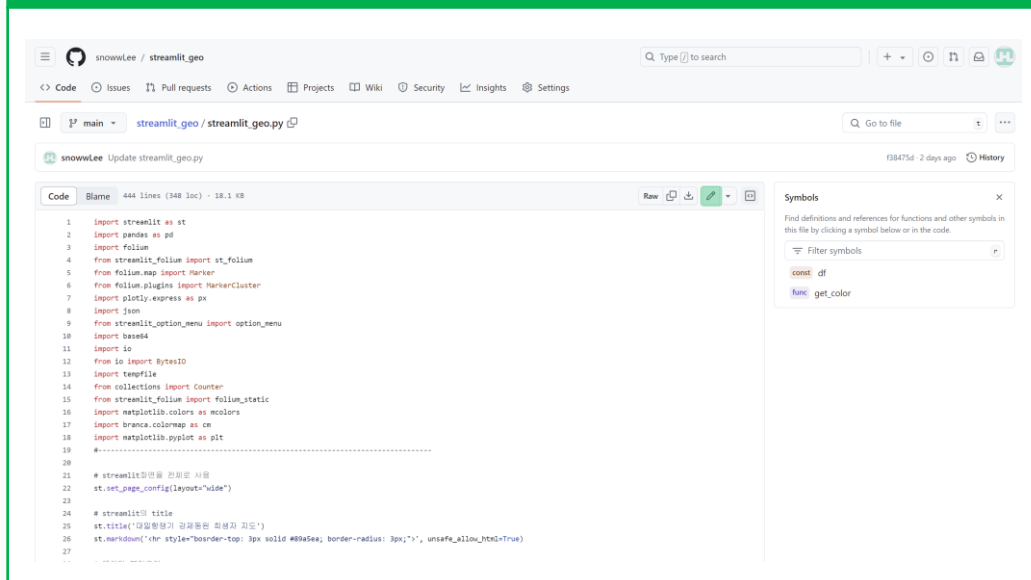 snowwLee / streamlit_geo
Type / to search
Code Issues Pull requests Actions Projects Wiki Security Insights Settings
main streamlit_geo / streamlit_geo.py
Go to file t
snowwLee Update streamlit_geo.py
f38475d · 2 days ago History
Code Blame 444 lines (348 loc) · 18.1 KB
Raw
Symbols
Find definitions and references for functions and other symbols in
this file by clicking a symbol below or in the code.
Filter symbols r
const df
func get_color
1 import streamlit as st
2 import pandas as pd
3 import folium
4 from streamlit_folium import st_folium
5 from folium.map import Marker
6 from folium.plugins import MarkerCluster
7 import plotly.express as px
8 import json
9 from streamlit_option_menu import option_menu
10 import base64
11 import io
12 from io import BytesIO
13 import tempfile
14 from collections import Counter
15 from streamlit_folium import folium_static
16 import matplotlib.colors as mcolors
17 import branca.colormap as cm
18 import matplotlib.pyplot as plt
19 #--------------------------------------------------------------------------------
20
21 # streamlit화면을 전체로 사용
22 st.set_page_config(layout="wide")
23
24 # streamlit의 title
25 st.title('대일항쟁기 강제동원 희생자 지도')
26 st.markdown('<hr style="bosrder-top: 3px solid #89a5ea; border-radius: 3px;">', unsafe_allow_html=True)
27